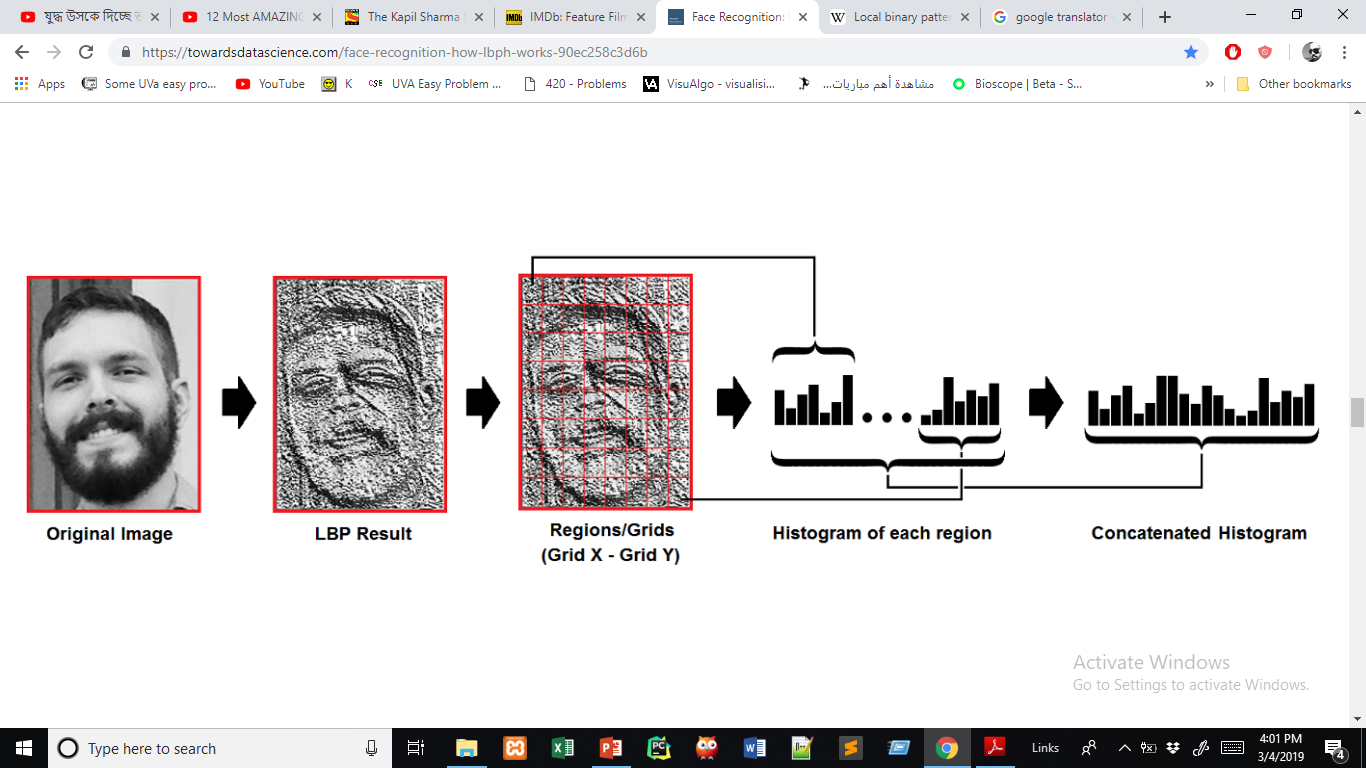 যুদ্ধ উসকে দিচ্ছে
12 Most AMAZING
The Kapil Sharma
IMDb: Feature Film
Face Recognition:
Local binary patter
google translator
https://towardsdatascience.com/face-recognition-how-lbph-works-90ec258c3d6b
Apps
Some UVa easy pro...
YouTube
K
UVA Easy Problem ...
420 - Problems
VisuAlgo - visualisi...
مشاهدة أهم مباريات...
Bioscope | Beta - S...
»
Other bookmarks
Original Image
LBP Result
Regions/Grids
(Grid X - Grid Y)
Histogram of each region
Concatenated Histogram
Activate Windows
Go to Settings to activate Windows.
Type here to search
Links
4:01 PM
3/4/2019
4